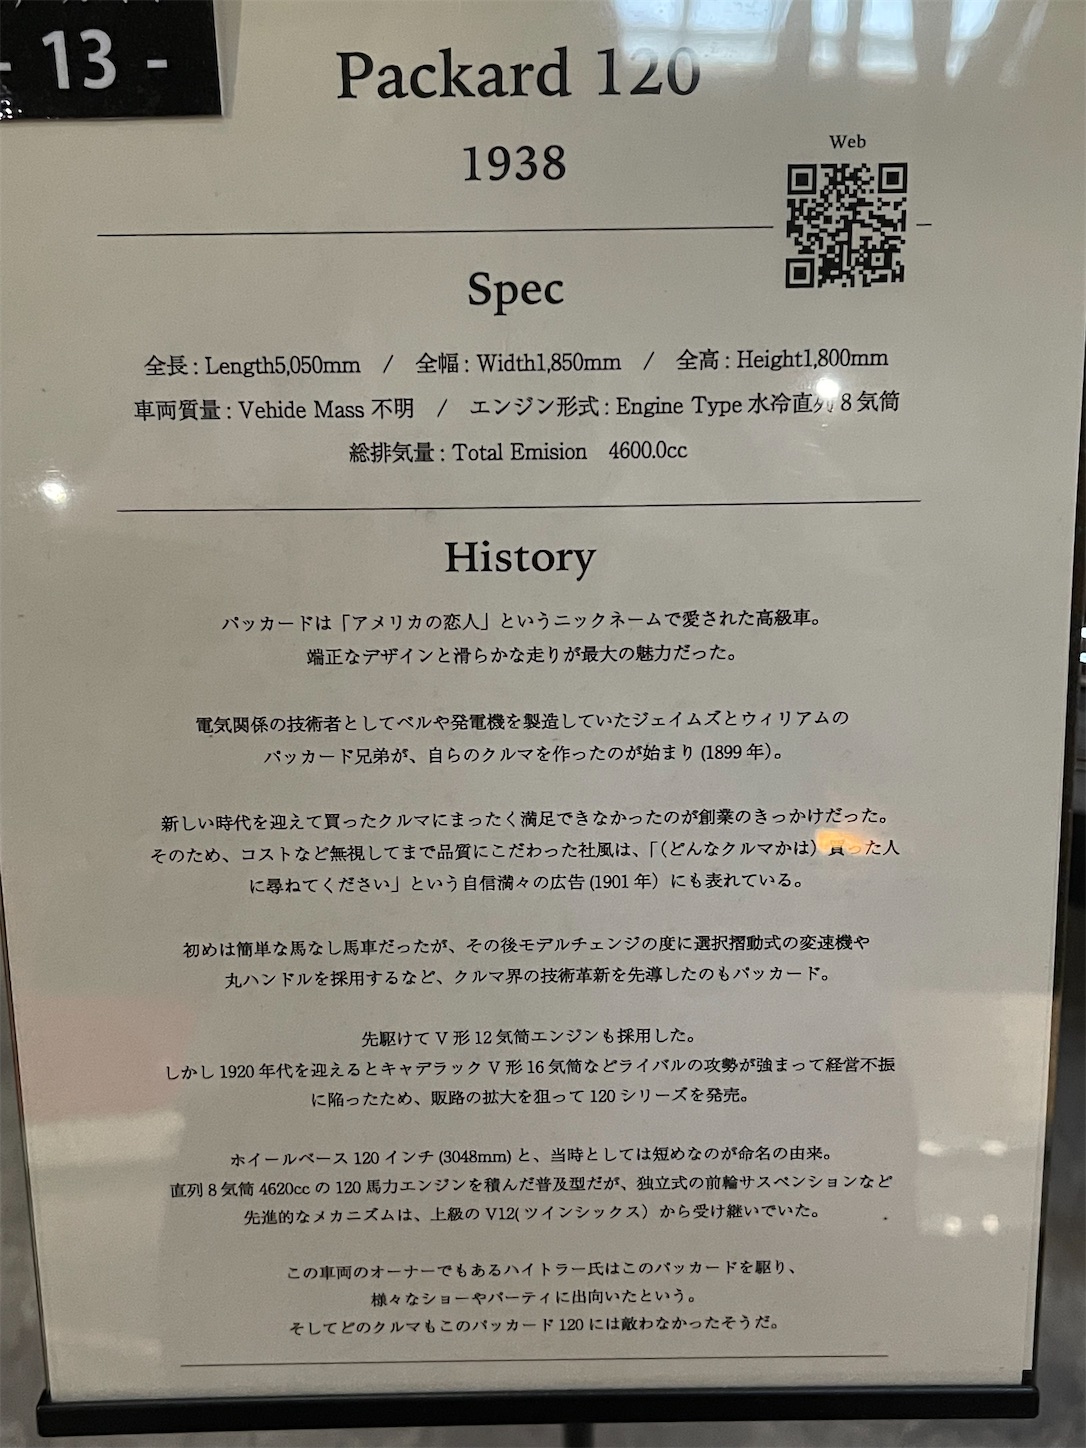 - 13 -
Packard 120
1938
Web
Spec
全長 : Length5,050mm / 全幅 : Width1,850mm / 全高 : Height1,800mm
車両質量 : Vehide Mass 不明 / エンジン形式 : Engine Type 水冷直列 8 気筒
総排気量 : Total Emision 4600.0cc
History
パッカードは「アメリカの恋人」というニックネームで愛された高級車。
端正なデザインと滑らかな走りが最大の魅力だった。
電気関係の技術者としてベルや発電機を製造していたジェイムズとウィリアムの
パッカード兄弟が、自らのクルマを作ったのが始まり (1899 年)。
新しい時代を迎えて買ったクルマにまったく満足できなかったのが創業のきっかけだった。
そのため、コストなど無視してまで品質にこだわった社風は、「（どんなクルマかは）買った人
に尋ねてください」という自信満々の広告 (1901 年）にも表れている。
初めは簡単な馬なし馬車だったが、その後モデルチェンジの度に選択摺動式の変速機や
丸ハンドルを採用するなど、クルマ界の技術革新を先導したのもパッカード。
先駆けて V 形 12 気筒エンジンも採用した。
しかし 1920 年代を迎えるとキャデラック V 形 16 気筒などライバルの攻勢が強まって経営不振
に陥ったため、販路の拡大を狙って 120 シリーズを発売。
ホイールベース 120 インチ (3048mm) と、当時としては短めなのが命名の由来。
直列 8 気筒 4620cc の 120 馬力エンジンを積んだ普及型だが、独立式の前輪サスペンションなど
先進的なメカニズムは、上級の V12( ツインシックス）から受け継いでいた。
この車両のオーナーでもあるハイトラー氏はこのパッカードを駆り、
様々なショーやパーティに出向いたという。
そしてどのクルマもこのパッカード 120 には敵わなかったそうだ。